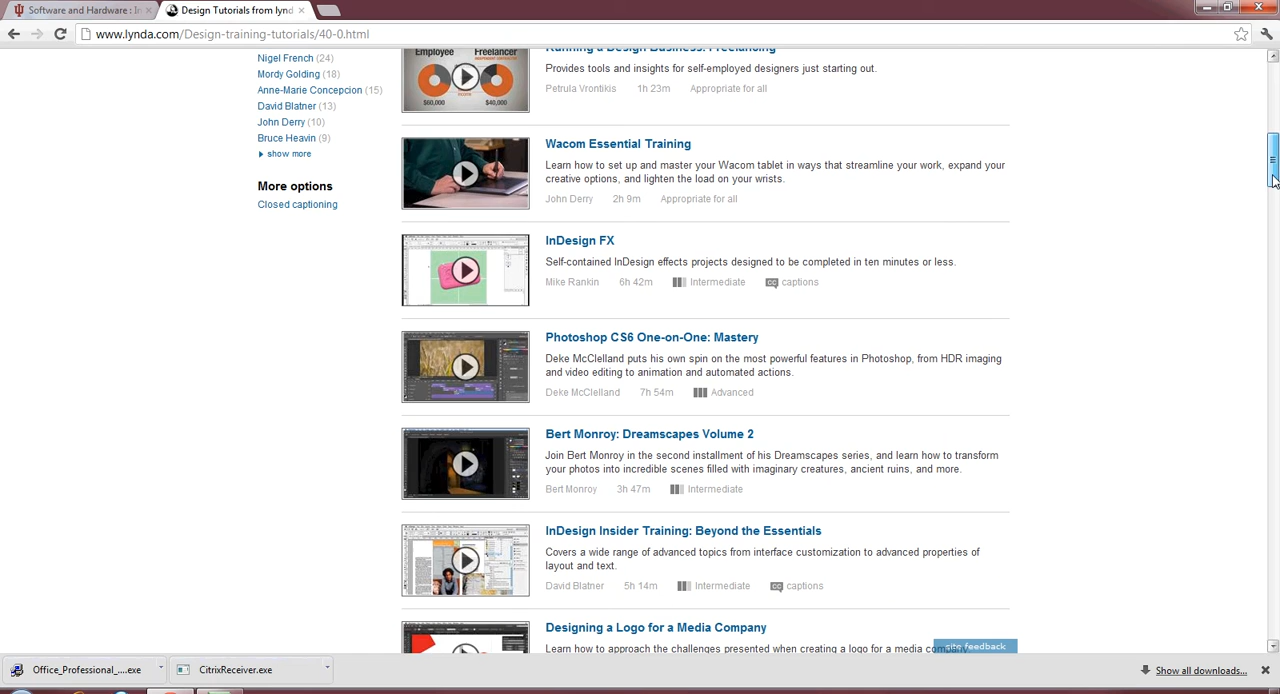 Software and Hardware : In
Design Tutorials from lynd
www.lynda.com/Design-training-tutorials/40-0.html
Nigel French (24)
Mordy Golding (18)
Anne-Marie Concepcion (15)
David Blatner (13)
John Derry (10)
Bruce Heavin (9)
show more
More options
Closed captioning
Employee Freelancer
$60,000 $40,000
Running a Design Business: Freelancing
Provides tools and insights for self-employed designers just starting out.
Petrula Vrontikis 1h 23m Appropriate for all
Wacom Essential Training
Learn how to set up and master your Wacom tablet in ways that streamline your work, expand your
creative options, and lighten the load on your wrists.
John Derry 2h 9m Appropriate for all
InDesign FX
Self-contained InDesign effects projects designed to be completed in ten minutes or less.
Mike Rankin 6h 42m Intermediate cc captions
Photoshop CS6 One-on-One: Mastery
Deke McClelland puts his own spin on the most powerful features in Photoshop, from HDR imaging
and video editing to animation and automated actions.
Deke McClelland 7h 54m Advanced
Bert Monroy: Dreamscapes Volume 2
Join Bert Monroy in the second installment of his Dreamscapes series, and learn how to transform
your photos into incredible scenes filled with imaginary creatures, ancient ruins, and more.
Bert Monroy 3h 47m Intermediate
InDesign Insider Training: Beyond the Essentials
Covers a wide range of advanced topics from interface customization to advanced properties of
layout and text.
David Blatner 5h 14m Intermediate cc captions
Designing a Logo for a Media Company
Learn how to approach the challenges presented when creating a logo for a media company.
site feedback
Office_Professional_....exe
CitrixReceiver.exe
Show all downloads...